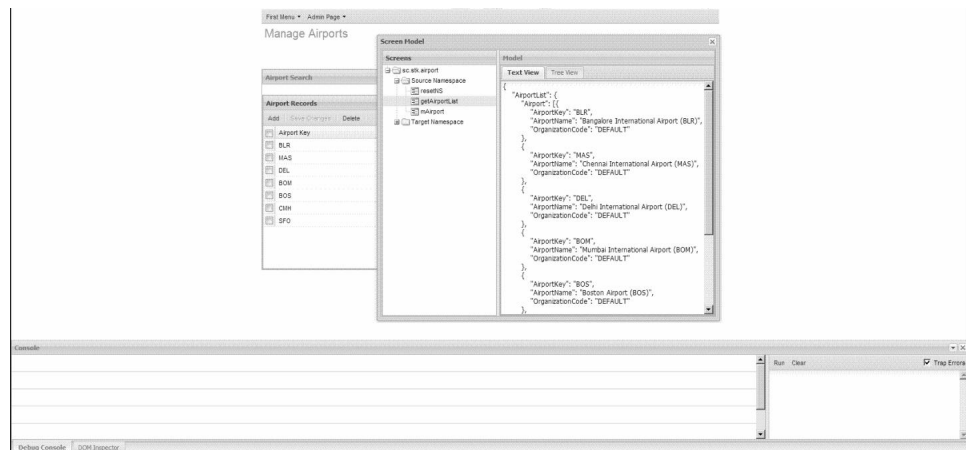 First Menu Admin Page
Manage Airports
Airport Search
Airport Records
Add Save Changes Delete
Airport Key
BLR
MAS
DEL
BOM
BOS
CMH
SFO
Screen Model
Screens
sc.stk.airport
Source Namespace
resetNS
getAirportList
mAirport
Target Namespace
Model
Text View Tree View
{
"AirportList": {
"Airport": [{
"AirportKey": "BLR",
"AirportName": "Bangalore International Airport (BLR)",
"OrganizationCode": "DEFAULT"
},
{
"AirportKey": "MAS",
"AirportName": "Chennai International Airport (MAS)",
"OrganizationCode": "DEFAULT"
},
{
"AirportKey": "DEL",
"AirportName": "Delhi International Airport (DEL)",
"OrganizationCode": "DEFAULT"
},
{
"AirportKey": "BOM",
"AirportName": "Mumbai International Airport (BOM)",
"OrganizationCode": "DEFAULT"
},
{
"AirportKey": "BOS",
"AirportName": "Boston Airport (BOS)",
"OrganizationCode": "DEFAULT"
},
Console
Run Clear Trap Errors
Debug Console DOM Inspector